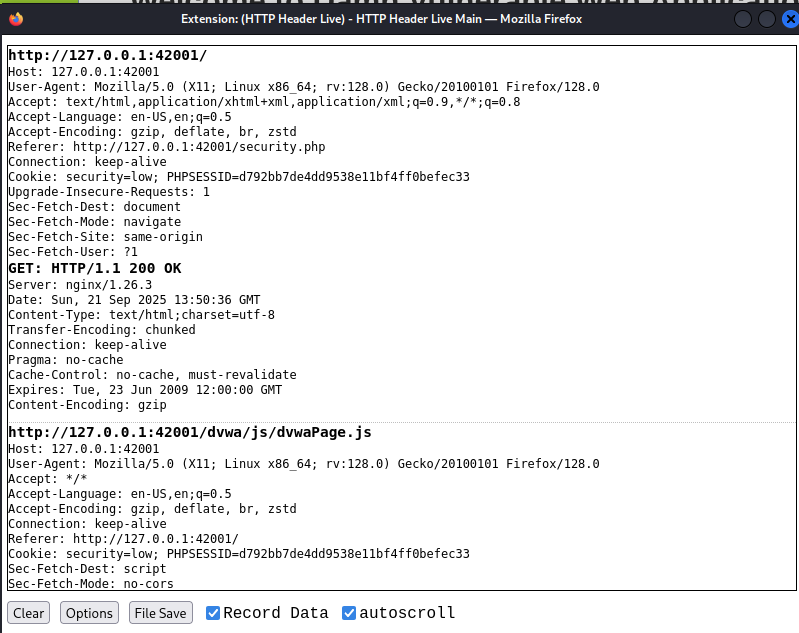 Extension: (HTTP Header Live) - HTTP Header Live Main — Mozilla Firefox
http://127.0.0.1:42001/
Host: 127.0.0.1:42001
User-Agent: Mozilla/5.0 (X11; Linux x86_64; rv:128.0) Gecko/20100101 Firefox/128.0
Accept: text/html,application/xhtml+xml,application/xml;q=0.9,*/*;q=0.8
Accept-Language: en-US,en;q=0.5
Accept-Encoding: gzip, deflate, br, zstd
Referer: http://127.0.0.1:42001/security.php
Connection: keep-alive
Cookie: security=low; PHPSESSID=d792bb7de4dd9538e11bf4ff0befec33
Upgrade-Insecure-Requests: 1
Sec-Fetch-Dest: document
Sec-Fetch-Mode: navigate
Sec-Fetch-Site: same-origin
Sec-Fetch-User: ?1
GET: HTTP/1.1 200 OK
Server: nginx/1.26.3
Date: Sun, 21 Sep 2025 13:50:36 GMT
Content-Type: text/html;charset=utf-8
Transfer-Encoding: chunked
Connection: keep-alive
Pragma: no-cache
Cache-Control: no-cache, must-revalidate
Expires: Tue, 23 Jun 2009 12:00:00 GMT
Content-Encoding: gzip
http://127.0.0.1:42001/dvwa/js/dvwaPage.js
Host: 127.0.0.1:42001
User-Agent: Mozilla/5.0 (X11; Linux x86_64; rv:128.0) Gecko/20100101 Firefox/128.0
Accept: */*
Accept-Language: en-US,en;q=0.5
Accept-Encoding: gzip, deflate, br, zstd
Connection: keep-alive
Referer: http://127.0.0.1:42001/
Cookie: security=low; PHPSESSID=d792bb7de4dd9538e11bf4ff0befec33
Sec-Fetch-Dest: script
Sec-Fetch-Mode: no-cors
Clear Options File Save Record Data autoscroll